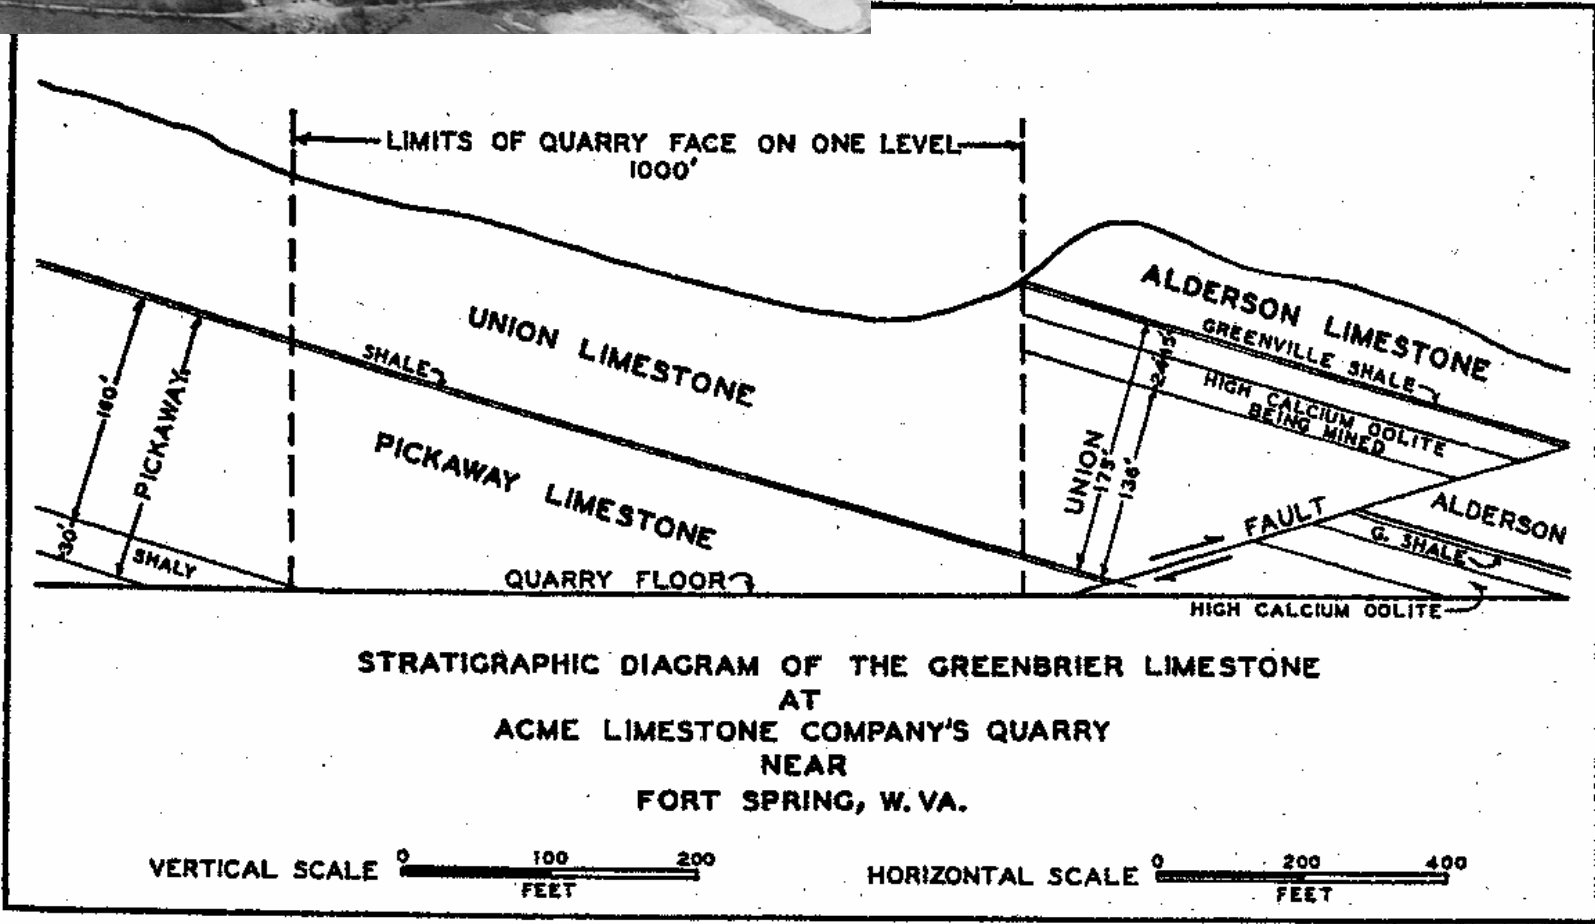 LIMITS OF QUARRY FACE ON ONE LEVEL
1000'
ALDERSON LIMESTONE
GREENVILLE SHALE
UNION LIMESTONE
SHALE
HIGH CALCIUM OOLITE
BEING MINED
PICKAWAY LIMESTONE
PICKAWAY
30'
SHALY
UNION
175'
136'
FAULT
ALDERSON
G. SHALE
QUARRY FLOOR
HIGH CALCIUM OOLITE
STRATIGRAPHIC DIAGRAM OF THE GREENBRIER LIMESTONE
AT
ACME LIMESTONE COMPANY'S QUARRY
NEAR
FORT SPRING, W. VA.
VERTICAL SCALE 0 100 200
FEET
HORIZONTAL SCALE 0 200 400
FEET